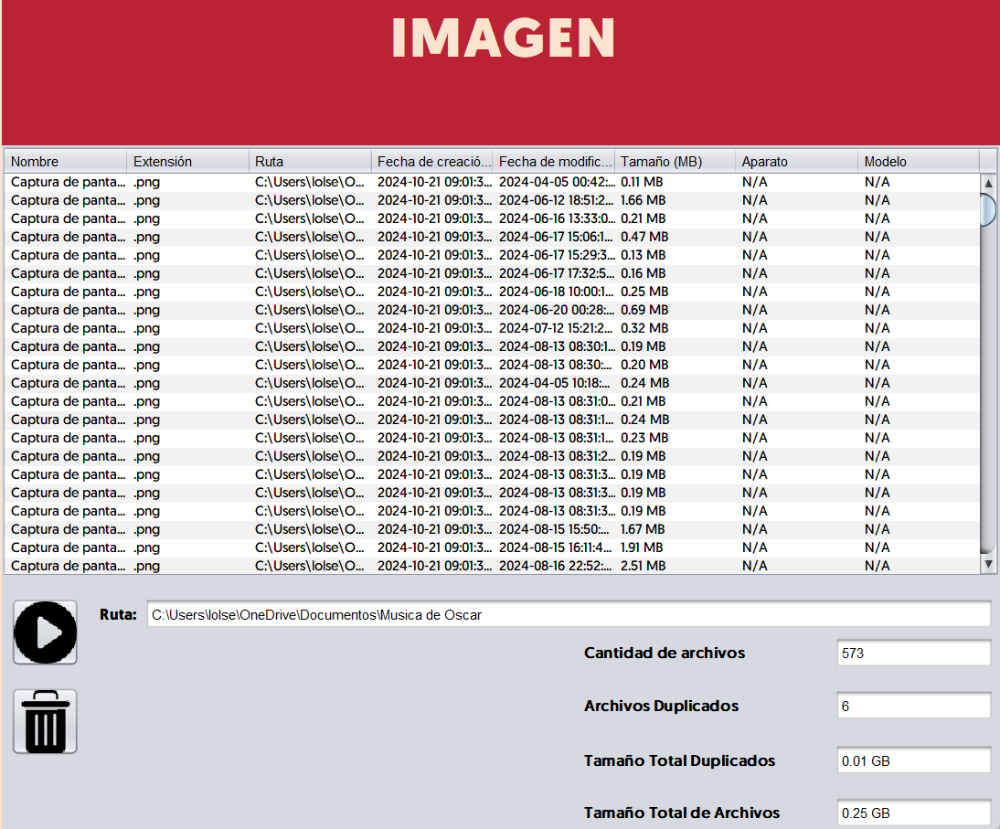 IMAGEN
Nombre Extensión Ruta Fecha de creació... Fecha de modific... Tamaño (MB) Aparato Modelo
Captura de panta... .png C:\Users\lolse\O... 2024-10-21 09:01:3... 2024-04-05 00:42:... 0.11 MB N/A N/A
Captura de panta... .png C:\Users\lolse\O... 2024-10-21 09:01:3... 2024-06-12 18:51:2... 1.66 MB N/A N/A
Captura de panta... .png C:\Users\lolse\O... 2024-10-21 09:01:3... 2024-06-16 13:33:0... 0.21 MB N/A N/A
Captura de panta... .png C:\Users\lolse\O... 2024-10-21 09:01:3... 2024-06-17 15:06:1... 0.47 MB N/A N/A
Captura de panta... .png C:\Users\lolse\O... 2024-10-21 09:01:3... 2024-06-17 15:29:3... 0.13 MB N/A N/A
Captura de panta... .png C:\Users\lolse\O... 2024-10-21 09:01:3... 2024-06-17 17:32:5... 0.16 MB N/A N/A
Captura de panta... .png C:\Users\lolse\O... 2024-10-21 09:01:3... 2024-06-18 10:00:1... 0.25 MB N/A N/A
Captura de panta... .png C:\Users\lolse\O... 2024-10-21 09:01:3... 2024-06-20 00:28:... 0.69 MB N/A N/A
Captura de panta... .png C:\Users\lolse\O... 2024-10-21 09:01:3... 2024-07-12 15:21:2... 0.32 MB N/A N/A
Captura de panta... .png C:\Users\lolse\O... 2024-10-21 09:01:3... 2024-08-13 08:30:1... 0.19 MB N/A N/A
Captura de panta... .png C:\Users\lolse\O... 2024-10-21 09:01:3... 2024-08-13 08:30:... 0.20 MB N/A N/A
Captura de panta... .png C:\Users\lolse\O... 2024-10-21 09:01:3... 2024-04-05 10:18:... 0.24 MB N/A N/A
Captura de panta... .png C:\Users\lolse\O... 2024-10-21 09:01:3... 2024-08-13 08:31:0... 0.21 MB N/A N/A
Captura de panta... .png C:\Users\lolse\O... 2024-10-21 09:01:3... 2024-08-13 08:31:1... 0.24 MB N/A N/A
Captura de panta... .png C:\Users\lolse\O... 2024-10-21 09:01:3... 2024-08-13 08:31:1... 0.23 MB N/A N/A
Captura de panta... .png C:\Users\lolse\O... 2024-10-21 09:01:3... 2024-08-13 08:31:2... 0.19 MB N/A N/A
Captura de panta... .png C:\Users\lolse\O... 2024-10-21 09:01:3... 2024-08-13 08:31:3... 0.19 MB N/A N/A
Captura de panta... .png C:\Users\lolse\O... 2024-10-21 09:01:3... 2024-08-13 08:31:3... 0.19 MB N/A N/A
Captura de panta... .png C:\Users\lolse\O... 2024-10-21 09:01:3... 2024-08-13 08:31:3... 0.19 MB N/A N/A
Captura de panta... .png C:\Users\lolse\O... 2024-10-21 09:01:3... 2024-08-15 15:50:... 1.67 MB N/A N/A
Captura de panta... .png C:\Users\lolse\O... 2024-10-21 09:01:3... 2024-08-15 16:11:4... 1.91 MB N/A N/A
Captura de panta... .png C:\Users\lolse\O... 2024-10-21 09:01:3... 2024-08-16 22:52:... 2.51 MB N/A N/A
Ruta: C:\Users\lolse\OneDrive\Documentos\Musica de Oscar
Cantidad de archivos 573
Archivos Duplicados 6
Tamaño Total Duplicados 0.01 GB
Tamaño Total de Archivos 0.25 GB